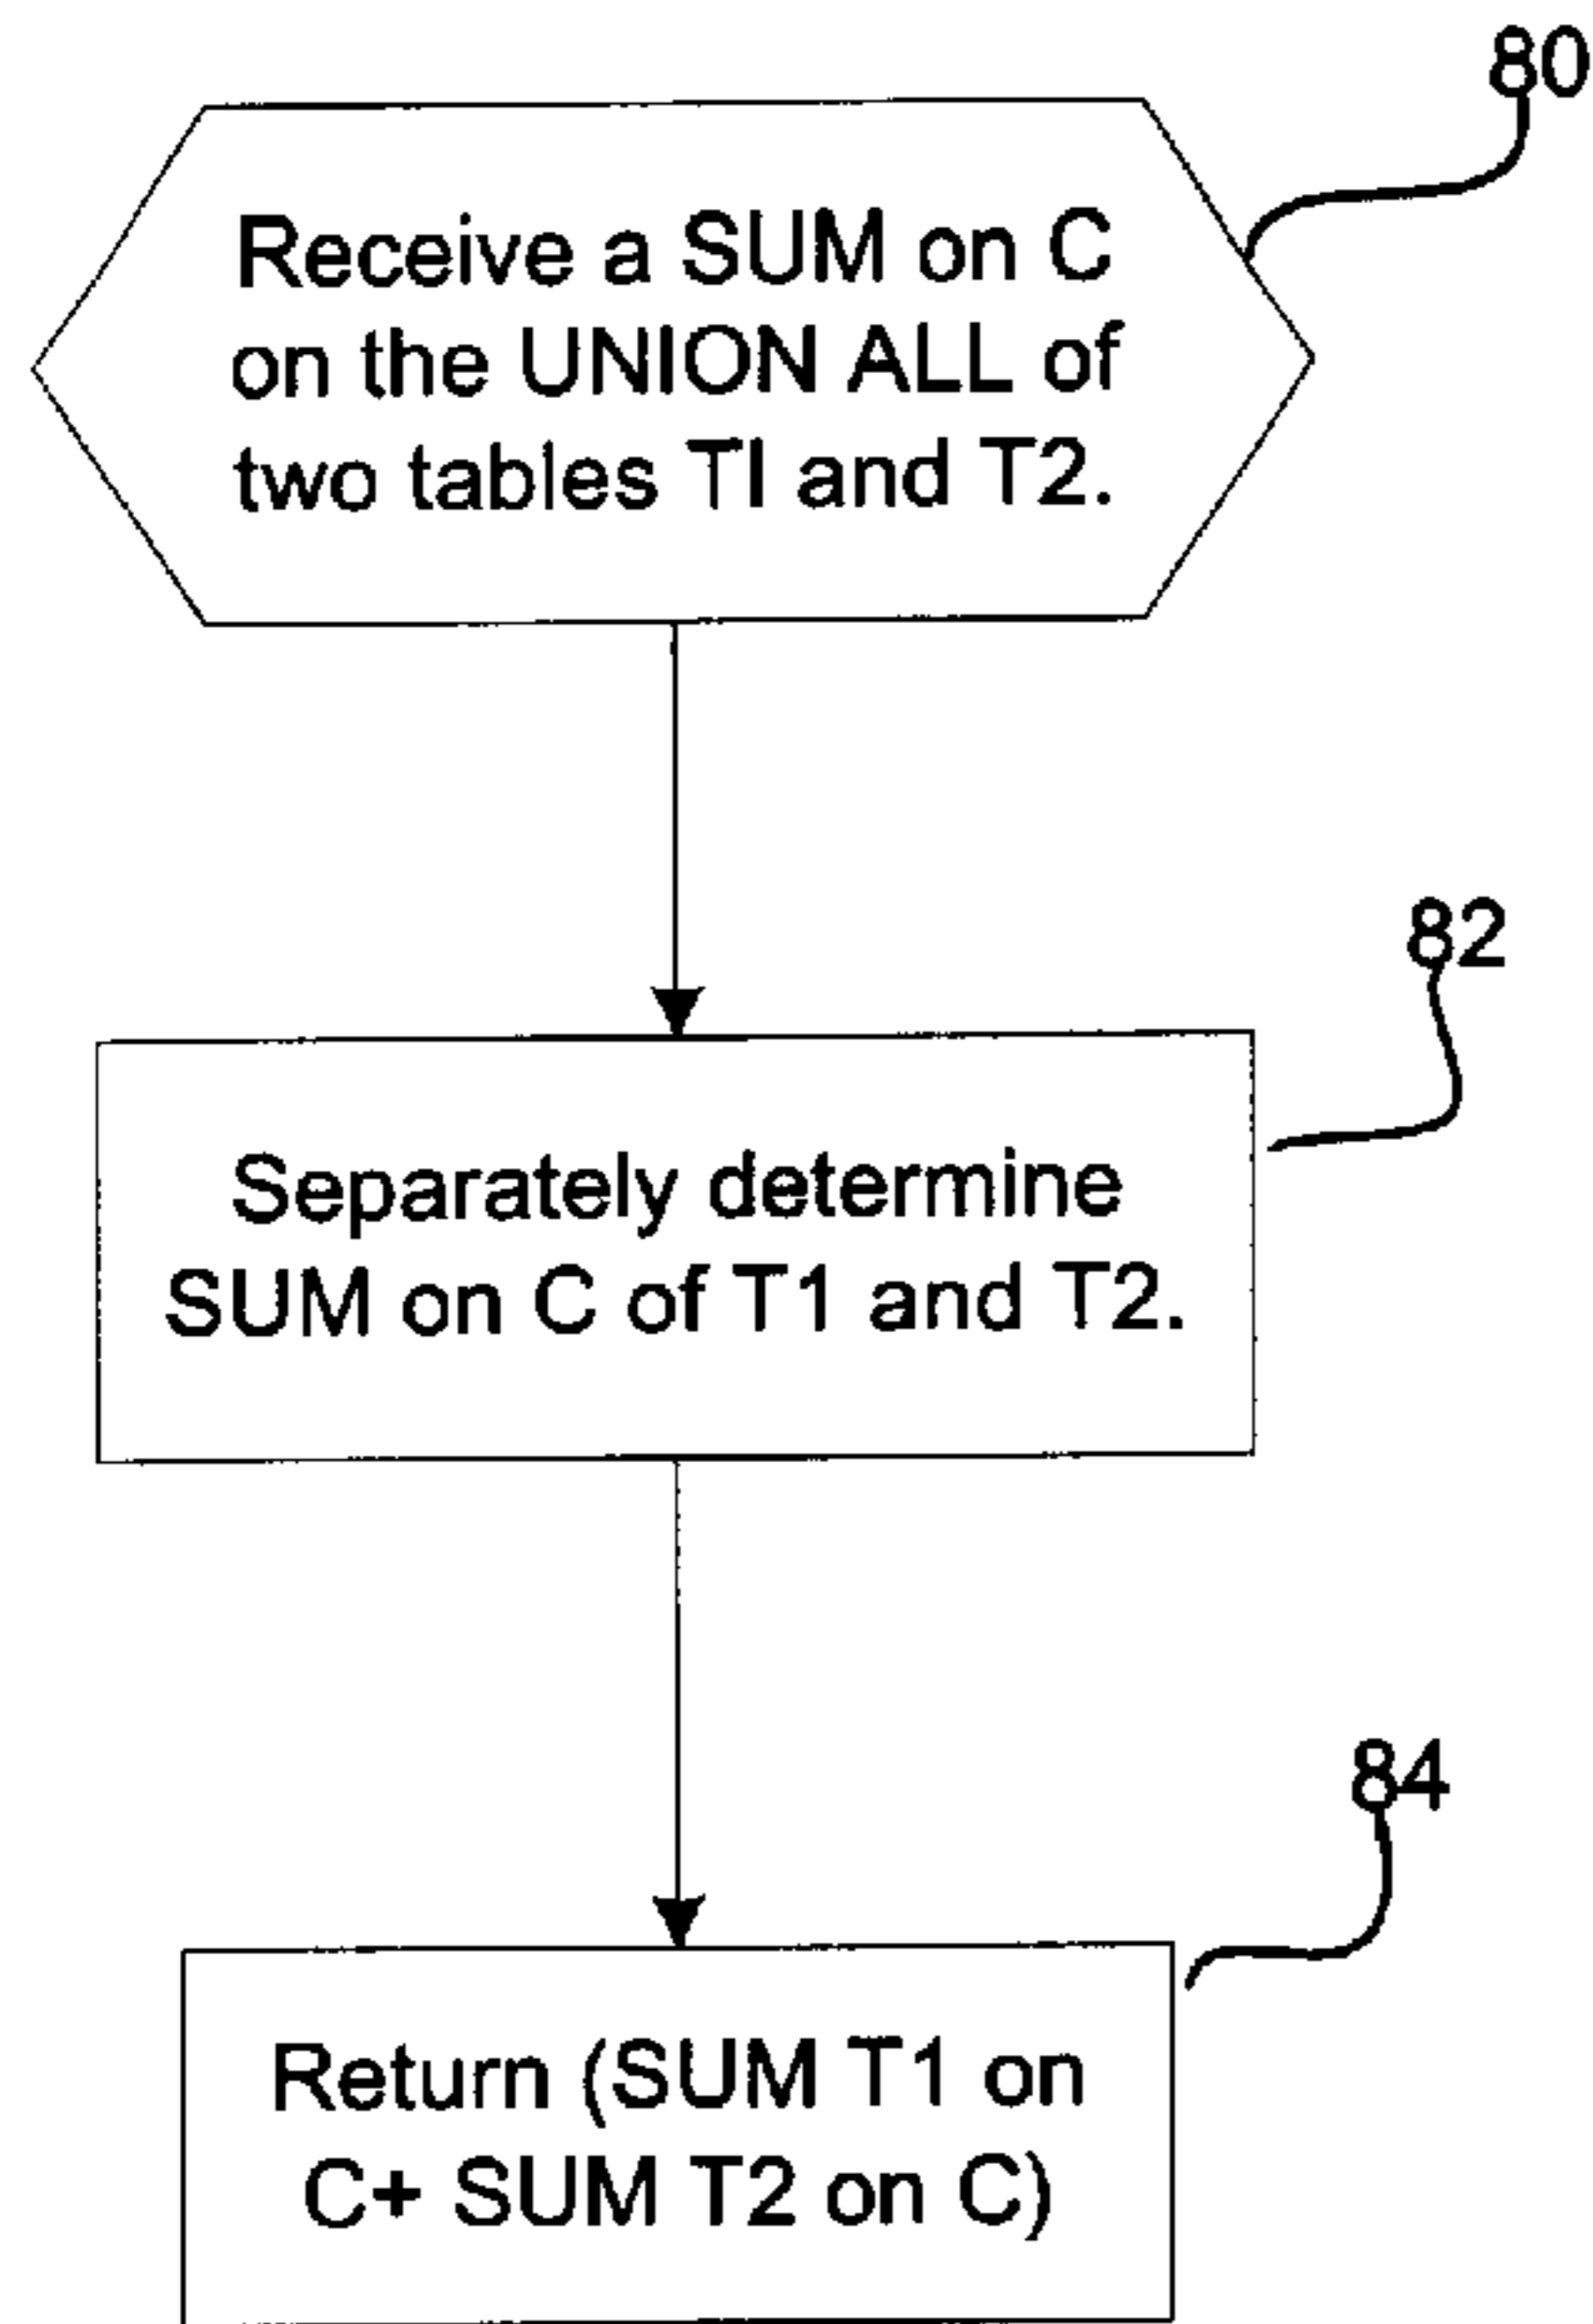 80
Receive a SUM on C
on the UNION ALL of
two tables TI and T2.
82
Separately determine
SUM on C of T1 and T2.
84
Return (SUM T1 on
C+ SUM T2 on C)